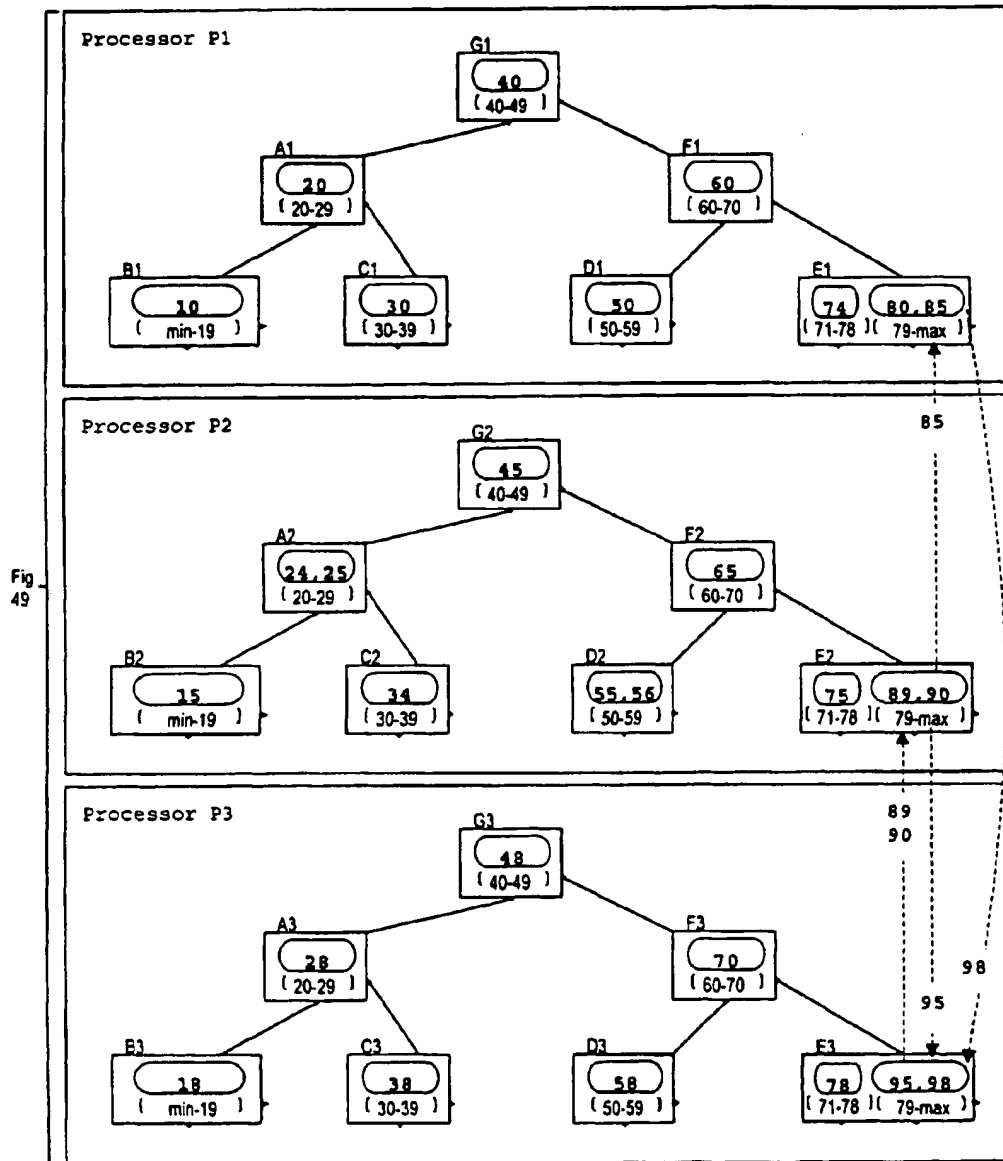 Processor P1
G1
40
( 40-49 )
A1
20
( 20-29 )
F1
60
( 60-70 )
B1
10
( min-19 )
C1
30
( 30-39 )
D1
50
( 50-59 )
E1
74 80,85
( 71-78 )( 79-max )
85
Processor P2
G2
45
( 40-49 )
A2
24,25
( 20-29 )
F2
65
( 60-70 )
Fig
49
B2
15
( min-19 )
C2
34
( 30-39 )
D2
55,56
( 50-59 )
E2
75 89,90
( 71-78 )( 79-max )
Processor P3
89
90
G3
48
( 40-49 )
A3
28
( 20-29 )
F3
70
( 60-70 )
98
95
B3
18
( min-19 )
C3
38
( 30-39 )
D3
58
( 50-59 )
E3
78 95,98
( 71-78 )( 79-max )